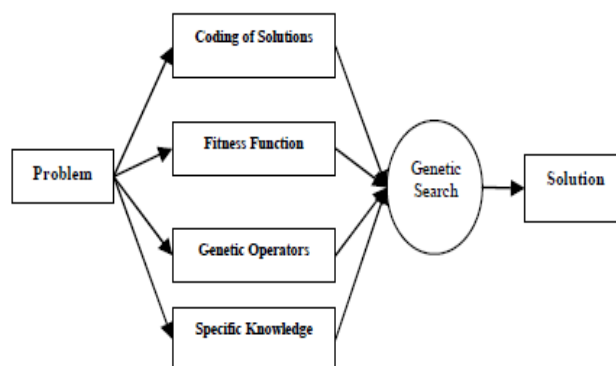 Coding of Solutions
Fitness Function
Problem
Genetic
Search
Solution
Genetic Operators
Specific Knowledge